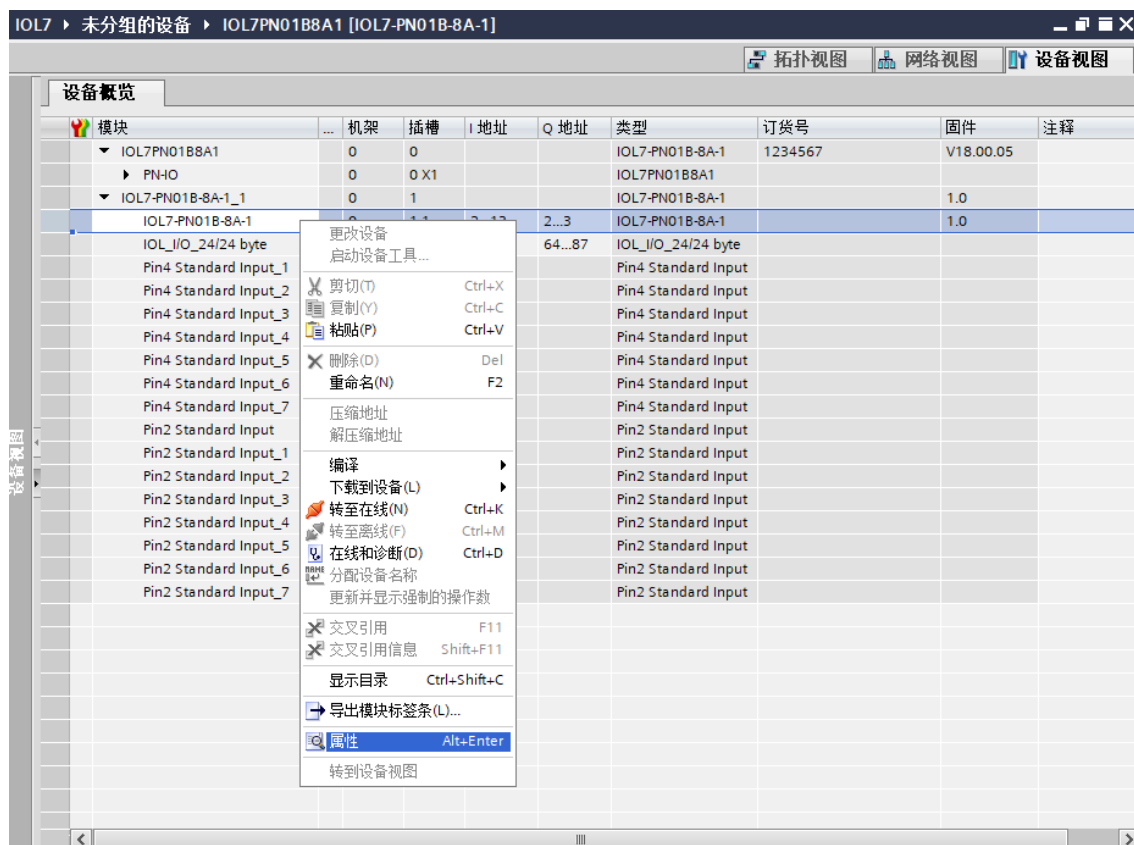 IOL7 ▸ 未分组的设备 ▸ IOL7PN01B8A1 [IOL7-PN01B-8A-1]
拓扑视图 网络视图 设备视图
设备概览
模块 ... 机架 插槽 I 地址 Q 地址 类型 订货号 固件 注释
IOL7PN01B8A1 0 0 IOL7-PN01B-8A-1 1234567 V18.00.05
PN-IO 0 0 X1 IOL7PN01B8A1
IOL7-PN01B-8A-1_1 0 1 IOL7-PN01B-8A-1 1.0
IOL7-PN01B-8A-1 2...3 IOL7-PN01B-8A-1 1.0
IOL_I/O_24/24 byte 64...87 IOL_I/O_24/24 byte
Pin4 Standard Input_1 Pin4 Standard Input
Pin4 Standard Input_2 Pin4 Standard Input
Pin4 Standard Input_3 Pin4 Standard Input
Pin4 Standard Input_4 Pin4 Standard Input
Pin4 Standard Input_5 Pin4 Standard Input
Pin4 Standard Input_6 Pin4 Standard Input
Pin4 Standard Input_7 Pin4 Standard Input
Pin2 Standard Input Pin2 Standard Input
Pin2 Standard Input_1 Pin2 Standard Input
Pin2 Standard Input_2 Pin2 Standard Input
Pin2 Standard Input_3 Pin2 Standard Input
Pin2 Standard Input_4 Pin2 Standard Input
Pin2 Standard Input_5 Pin2 Standard Input
Pin2 Standard Input_6 Pin2 Standard Input
Pin2 Standard Input_7 Pin2 Standard Input
更改设备
启动设备工具...
剪切(T) Ctrl+X
复制(Y) Ctrl+C
粘贴(P) Ctrl+V
删除(D) Del
重命名(N) F2
压缩地址
解压缩地址
编译
下载到设备(L)
转至在线(N) Ctrl+K
转至离线(F) Ctrl+M
在线和诊断(D) Ctrl+D
分配设备名称
更新并显示强制的操作数
交叉引用 F11
交叉引用信息 Shift+F11
显示目录 Ctrl+Shift+C
导出模块标签条(L)...
属性 Alt+Enter
转到设备视图
设备视图